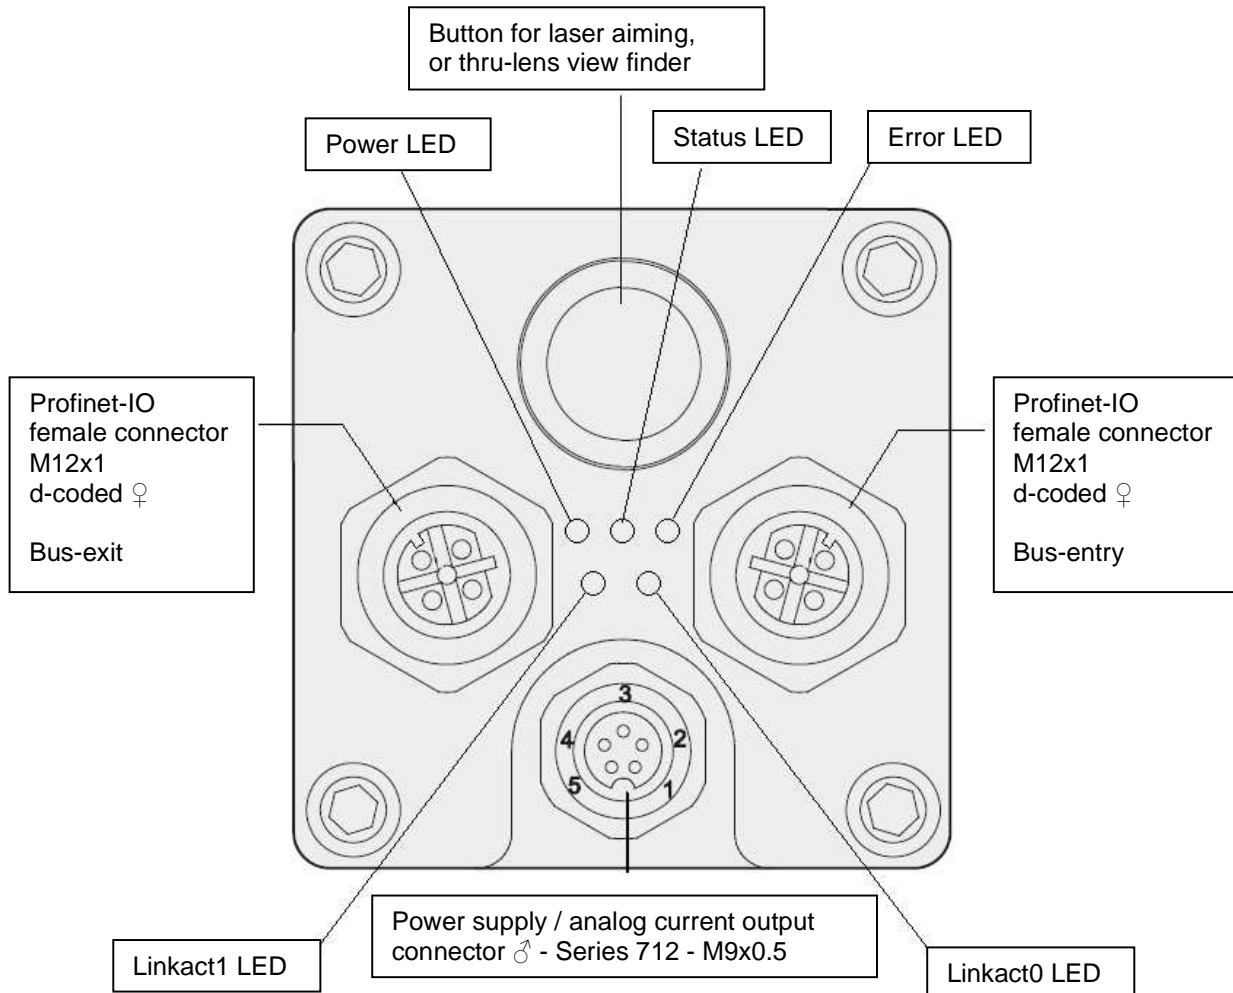 Button for laser aiming,
or thru-lens view finder
Power LED
Status LED
Error LED
Profinet-IO
female connector
M12x1
d-coded ♀
Bus-exit
Profinet-IO
female connector
M12x1
d-coded ♀
Bus-entry
3
4
2
5
1
Power supply / analog current output
connector ♂ - Series 712 - M9x0.5
Linkact1 LED
Linkact0 LED